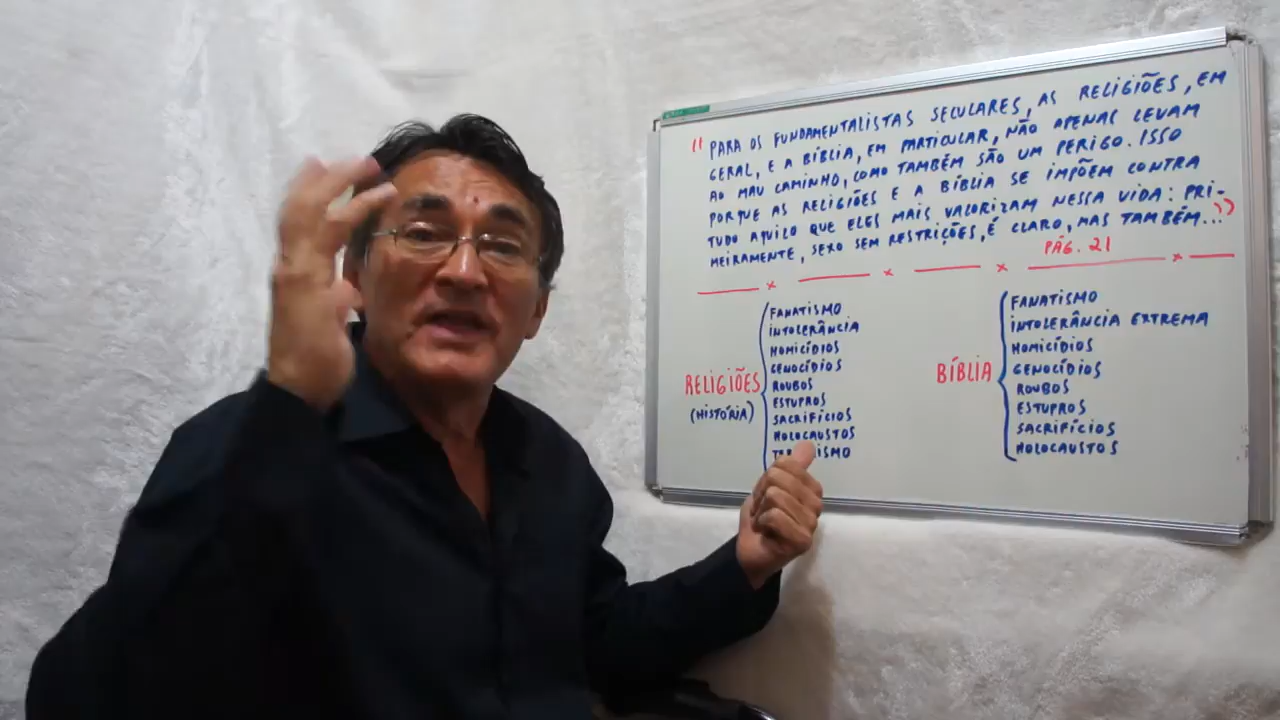 " PARA OS FUNDAMENTALISTAS SECULARES, AS RELIGIÕES, EM
GERAL, E A BÍBLIA, EM PARTICULAR, NÃO APENAS LEVAM
AO MAU CAMINHO, COMO TAMBÉM SÃO UM PERIGO. ISSO
PORQUE AS RELIGIÕES E A BÍBLIA SE IMPÕEM CONTRA
TUDO AQUILO QUE ELES MAIS VALORIZAM NESSA VIDA: PRI-
MEIRAMENTE, SEXO SEM RESTRIÇÕES, É CLARO, MAS TAMBÉM... "
PÁG. 21
RELIGIÕES
(HISTÓRIA)
FANATISMO
INTOLERÂNCIA
HOMICÍDIOS
GENOCÍDIOS
ROUBOS
ESTUPROS
SACRIFÍCIOS
HOLOCAUSTOS
BÍBLIA
FANATISMO
INTOLERÂNCIA EXTREMA
HOMICÍDIOS
GENOCÍDIOS
ROUBOS
ESTUPROS
SACRIFÍCIOS
HOLOCAUSTOS